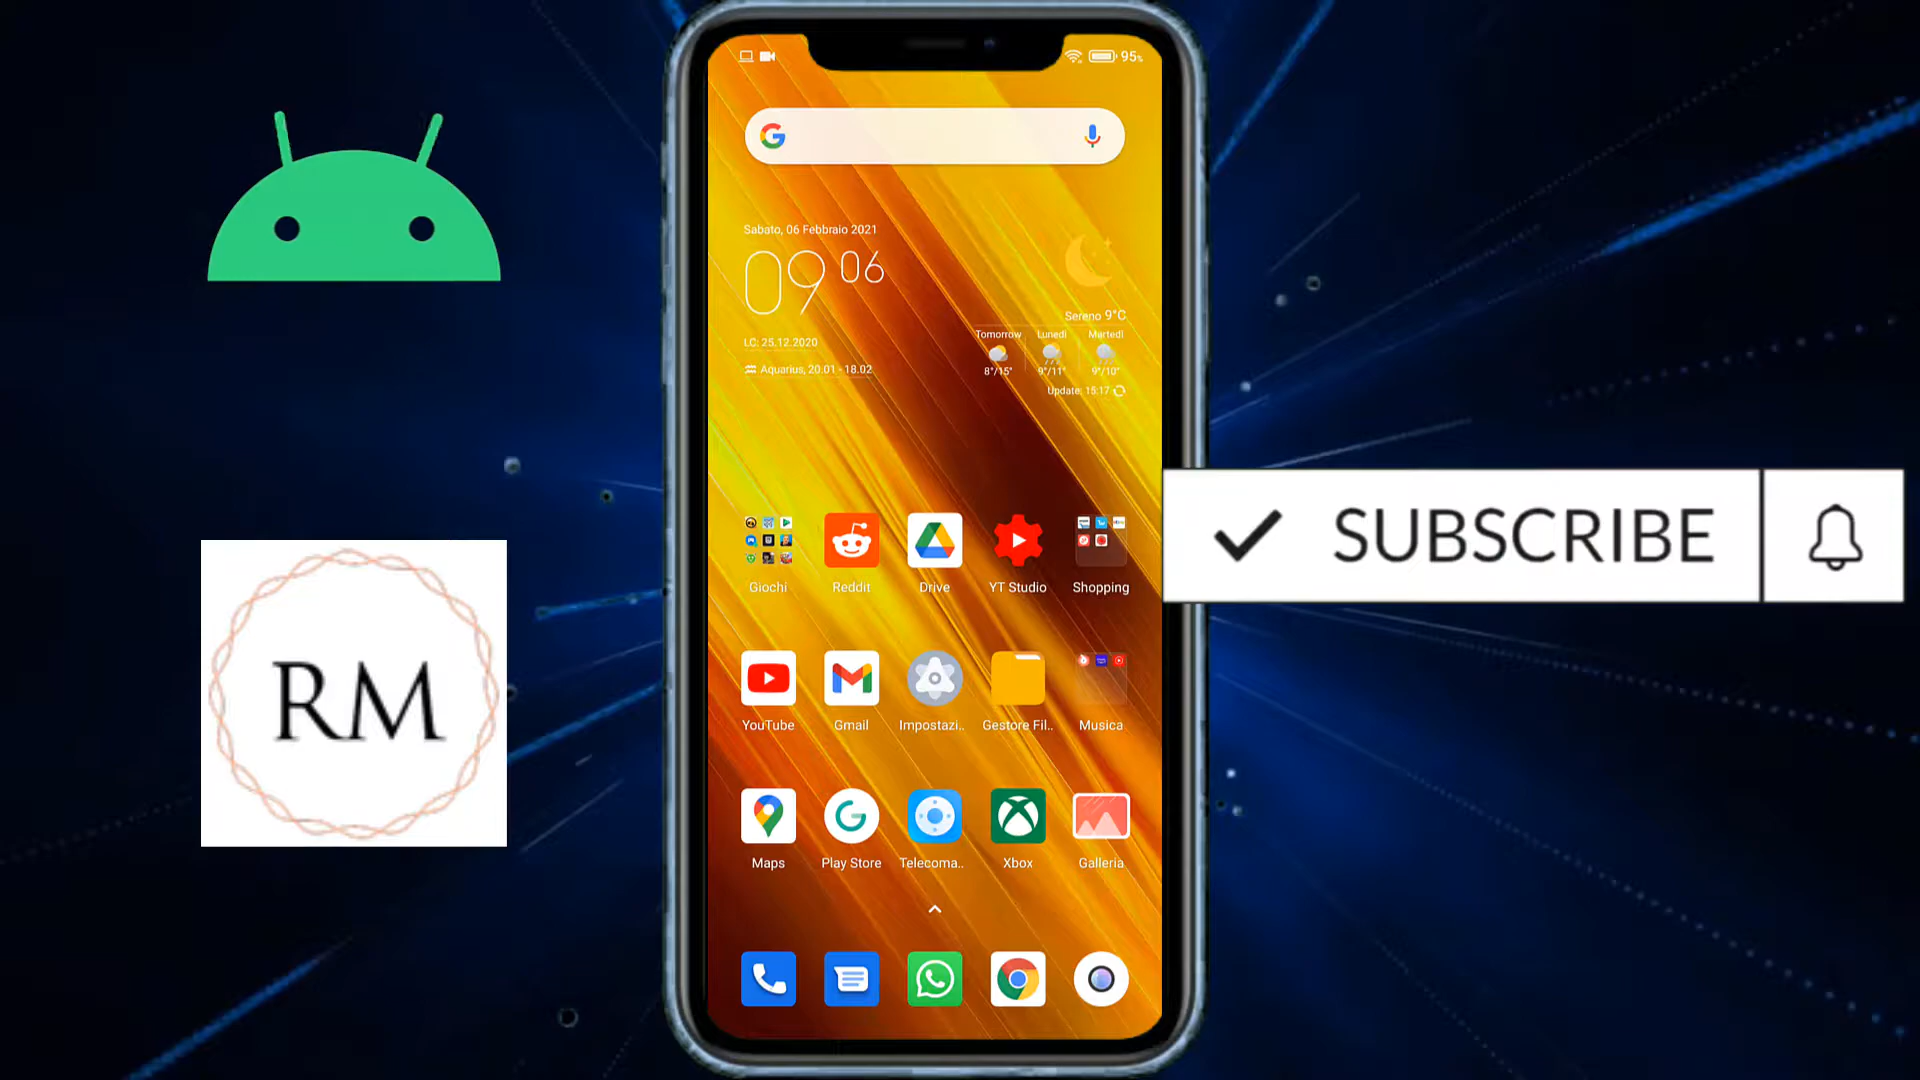 95%
Sabato, 06 Febbraio 2021
09 06
LC: 25.12.2020
Aquarius, 20.01 - 18.02
Sereno 9°C
Tomorrow Lunedì Martedì
8°/15° 9°/11° 9°/10°
Update: 15:17
Giochi Reddit Drive YT Studio Shopping
SUBSCRIBE
YouTube Gmail Impostazi.. Gestore Fil.. Musica
RM
Maps Play Store Telecoma.. Xbox Galleria